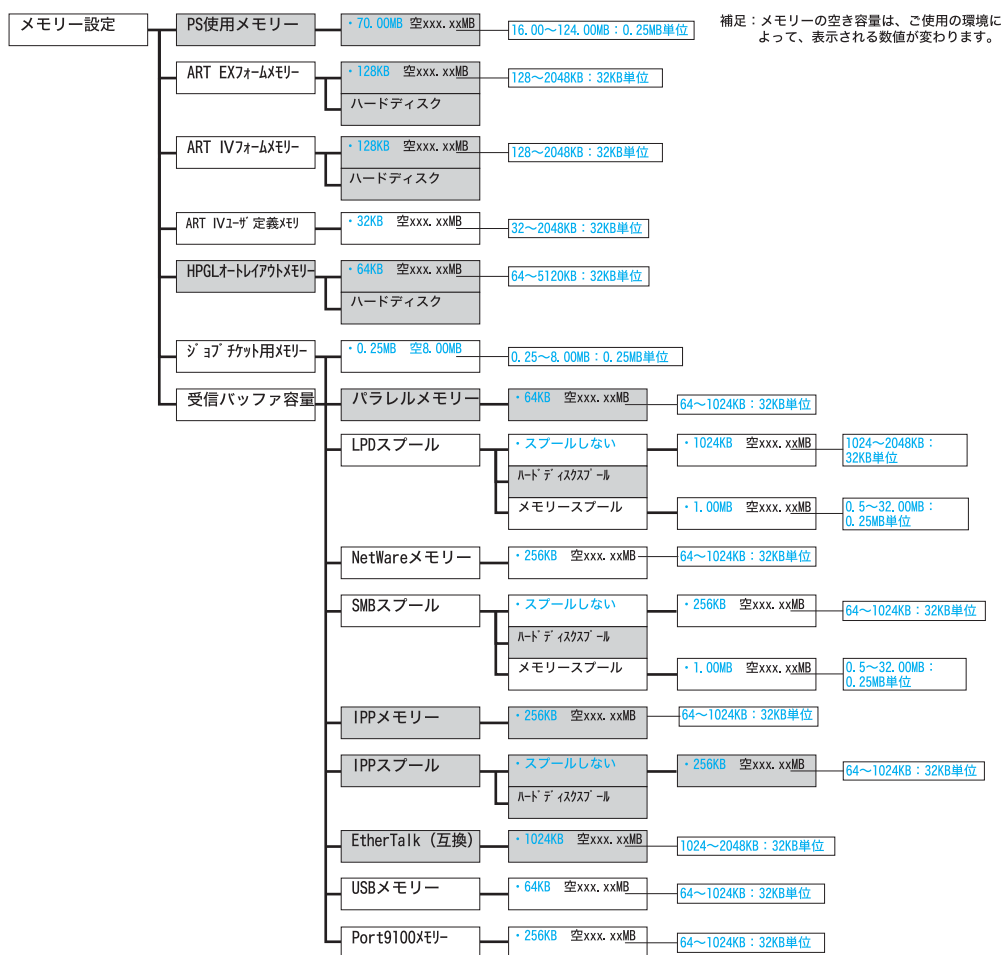 メモリー設定
PS使用メモリー
・70.00MB 空xxx.xxMB
16.00～124.00MB：0.25MB単位
補足：メモリーの空き容量は、ご使用の環境に
よって、表示される数値が変わります。
ART EXフォームメモリー
・128KB 空xxx.xxMB
128～2048KB：32KB単位
ハードディスク
ART IVフォームメモリー
・128KB 空xxx.xxMB
128～2048KB：32KB単位
ハードディスク
ART IVユーザ定義メモリ
・32KB 空xxx.xxMB
32～2048KB：32KB単位
HPGLオートレイアウトメモリー
・64KB 空xxx.xxMB
64～5120KB：32KB単位
ハードディスク
ジョブチケット用メモリー
・0.25MB 空8.00MB
0.25～8.00MB：0.25MB単位
受信バッファ容量
パラレルメモリー
・64KB 空xxx.xxMB
64～1024KB：32KB単位
LPDスプール
・スプールしない
・1024KB 空xxx.xxMB
1024～2048KB：
32KB単位
ハードディスクスプール
メモリースプール
・1.00MB 空xxx.xxMB
0.5～32.00MB：
0.25MB単位
NetWareメモリー
・256KB 空xxx.xxMB
64～1024KB：32KB単位
SMBスプール
・スプールしない
・256KB 空xxx.xxMB
64～1024KB：32KB単位
ハードディスクスプール
メモリースプール
・1.00MB 空xxx.xxMB
0.5～32.00MB：
0.25MB単位
IPPメモリー
・256KB 空xxx.xxMB
64～1024KB：32KB単位
IPPスプール
・スプールしない
・256KB 空xxx.xxMB
64～1024KB：32KB単位
ハードディスクスプール
EtherTalk（互換）
・1024KB 空xxx.xxMB
1024～2048KB：32KB単位
USBメモリー
・64KB 空xxx.xxMB
64～1024KB：32KB単位
Port9100メモリー
・256KB 空xxx.xxMB
64～1024KB：32KB単位